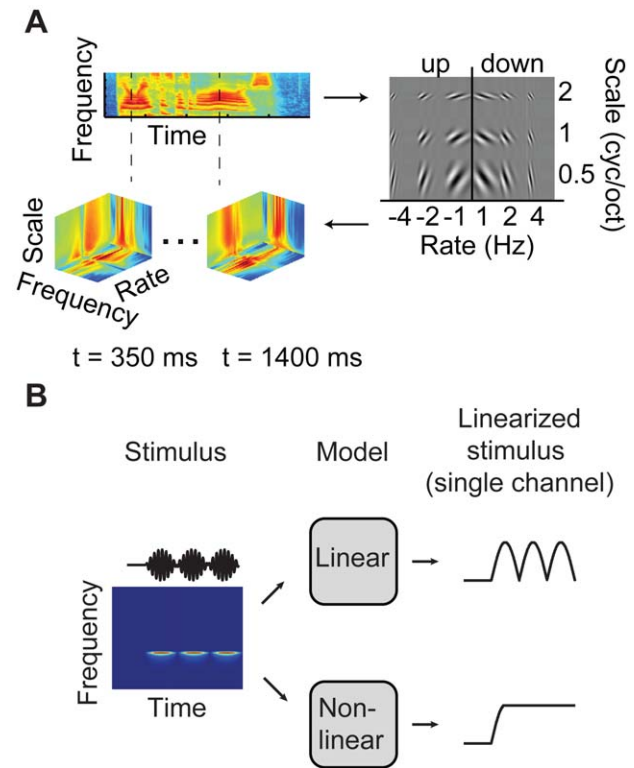 A
up down
Frequency
Time
Scale (cyc/oct)
2
1
0.5
-4 -2 -1 1 2 4
Rate (Hz)
Scale
Frequency
Rate
...
t = 350 ms t = 1400 ms
B
Stimulus
Model
Linearized
stimulus
(single channel)
Frequency
Time
Linear
Non-
linear